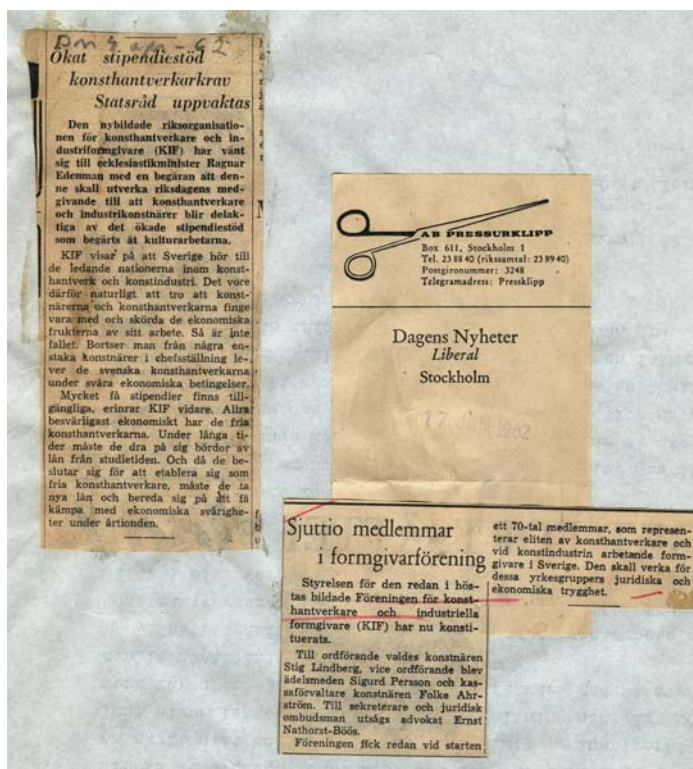 DN 4 apr - 62
Ökat stipendiestöd
konsthantverkarkrav
Statsråd uppvaktas
Den nybildade riksorganisatio-
nen för konsthantverkare och in-
dustriformgivare (KIF) har vänt
sig till ecklesiastikminister Ragnar
Edenman med en begäran att den-
ne skall utverka riksdagens med-
givande till att konsthantverkare
och industrikonstnärer blir delak-
tiga av det ökade stipendiestöd
som begärts åt kulturarbetarna.
KIF visar på att Sverige hör till
de ledande nationerna inom konst-
hantverk och konstindustri. Det vore
därför naturligt att tro att konst-
närerna och konsthantverkarna finge
vara med och skörda de ekonomiska
frukterna av sitt arbete. Så är inte
fallet. Bortser man från några en-
staka konstnärer i chefsställning le-
ver de svenska konsthantverkarna
under svåra ekonomiska betingelser.
Mycket få stipendier finns till-
gängliga, erinrar KIF vidare. Allra
besvärligast ekonomiskt har de fria
konsthantverkarna. Under långa ti-
der måste de dra på sig bördor av
lån från studietiden. Och då de be-
slutar sig för att etablera sig som
fria konsthantverkare, måste de ta
nya lån och bereda sig på att få
kämpa med ekonomiska svårighe-
ter under årtionden.
AB PRESSURKLIPP
Box 611, Stockholm 1
Tel. 23 88 40 (rikssamtal: 23 89 40)
Postgironummer: 3248
Telegramadress: Pressklipp
Dagens Nyheter
Liberal
Stockholm
17 JAN 1962
Sjuttio medlemmar
i formgivarförening
Styrelsen för den redan i hös-
tas bildade Föreningen för konst-
hantverkare och industriella
formgivare (KIF) har nu konsti-
tuerats.
Till ordförande valdes konstnären
Stig Lindberg, vice ordförande blev
ädelsmeden Sigurd Persson och kas-
saförvaltare konstnären Folke Ahr-
ström. Till sekreterare och juridisk
ombudsman utsågs advokat Ernst
Nathorst-Böös.
Föreningen fick redan vid starten
ett 70-tal medlemmar, som represen-
terar eliten av konsthantverkare och
vid konstindustrin arbetande form-
givare i Sverige. Den skall verka för
dessa yrkesgruppers juridiska och
ekonomiska trygghet.